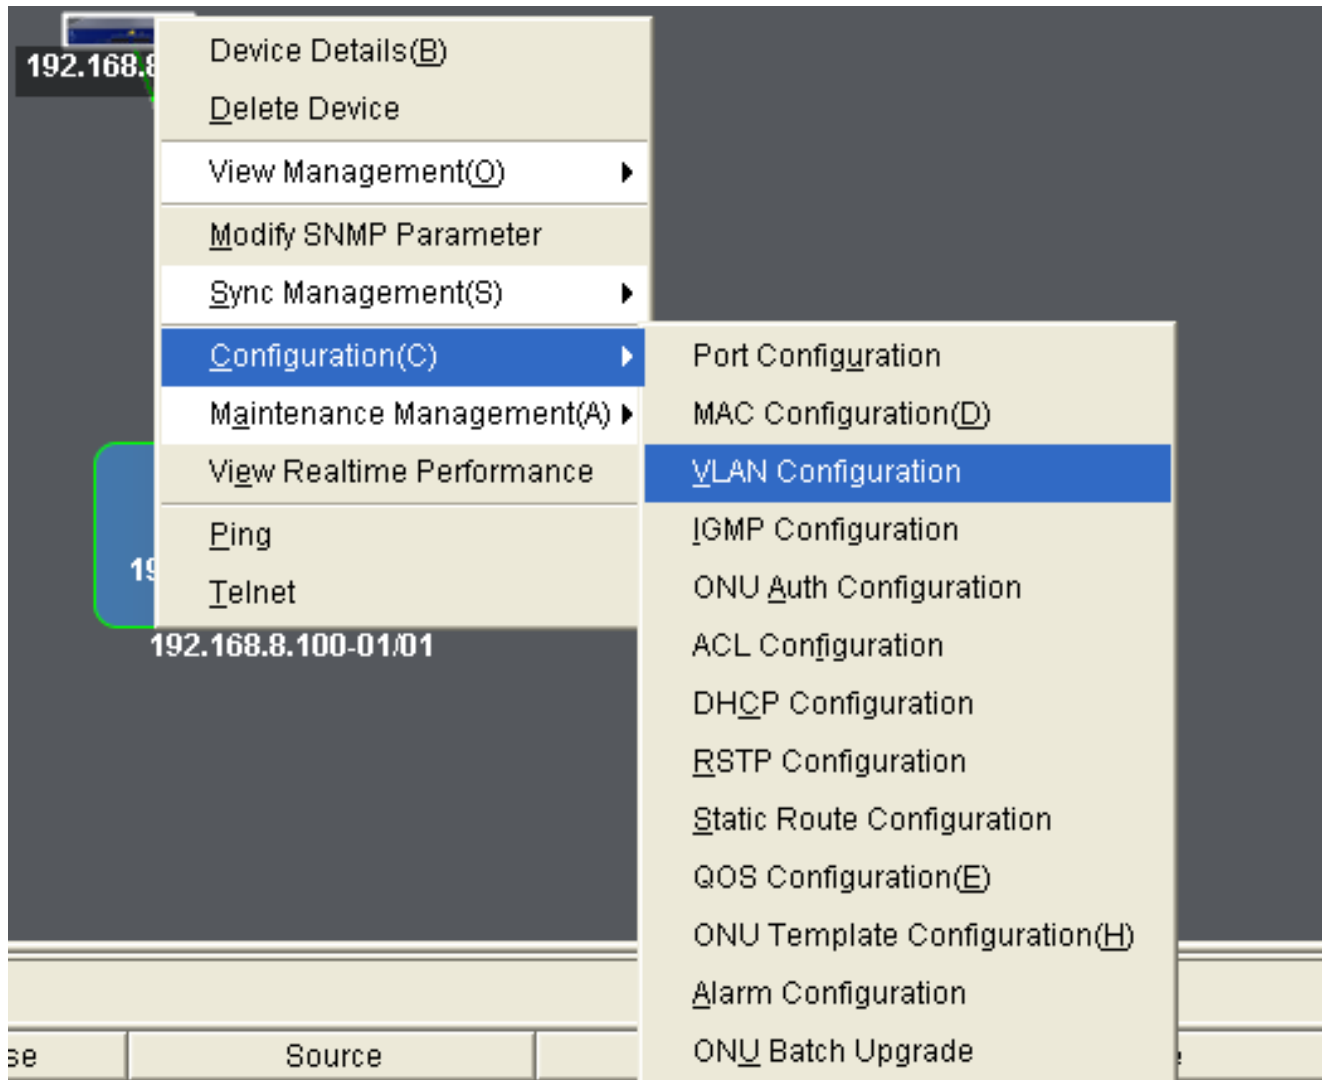 192.168.8
Device Details(B)
Delete Device
View Management(O)
Modify SNMP Parameter
Sync Management(S)
Configuration(C)
Maintenance Management(A)
View Realtime Performance
Ping
Telnet
19
192.168.8.100-01/01
Port Configuration
MAC Configuration(D)
VLAN Configuration
IGMP Configuration
ONU Auth Configuration
ACL Configuration
DHCP Configuration
RSTP Configuration
Static Route Configuration
QOS Configuration(E)
ONU Template Configuration(H)
Alarm Configuration
ONU Batch Upgrade
se
Source